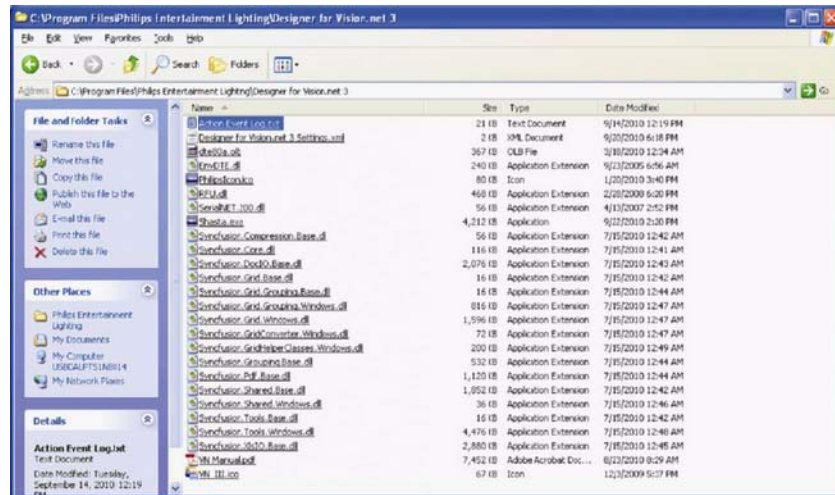 C:\Program Files\Philips Entertainment Lighting\Designer for Vision.net 3
File Edit View Favorites Tools Help
Back Search Folders
Address C:\Program Files\Philips Entertainment Lighting\Designer for Vision.net 3 Go
File and Folder Tasks
Rename this file
Move this file
Copy this file
Publish this file to the
Web
E-mail this file
Print this file
Delete this file
Other Places
Philips Entertainment
Lighting
My Documents
My Computer
My Network Places
Details
Action Event Log.txt
Text Document
Date Modified: Tuesday,
September 14, 2010, 12:19
PM
Name Size Type Date Modified
Action Event Log.txt 21 KB Text Document 9/14/2010 12:19 PM
Designer for Vision.net 3 Settings.xml 2 KB XML Document 9/20/2010 6:18 PM
dte80a.olb 367 KB OLB File 3/18/2010 12:34 AM
EnvDTE.dll 240 KB Application Extension 9/23/2005 6:56 AM
PhilipsIcon.ico 80 KB Icon 1/20/2010 3:40 PM
RFU.dll 468 KB Application Extension 2/28/2008 6:20 PM
SerialNET.200.dll 56 KB Application Extension 4/13/2007 2:52 PM
Shasta.exe 4,212 KB Application 9/22/2010 2:20 PM
Syncfusion.Compression.Base.dll 56 KB Application Extension 7/15/2010 12:42 AM
Syncfusion.Core.dll 116 KB Application Extension 7/15/2010 12:41 AM
Syncfusion.DocIO.Base.dll 2,076 KB Application Extension 7/15/2010 12:43 AM
Syncfusion.Grid.Base.dll 16 KB Application Extension 7/15/2010 12:42 AM
Syncfusion.Grid.Grouping.Base.dll 16 KB Application Extension 7/15/2010 12:44 AM
Syncfusion.Grid.Grouping.Windows.dll 816 KB Application Extension 7/15/2010 12:47 AM
Syncfusion.Grid.Windows.dll 1,596 KB Application Extension 7/15/2010 12:47 AM
Syncfusion.GridConverter.Windows.dll 72 KB Application Extension 7/15/2010 12:47 AM
Syncfusion.GridHelperClasses.Windows.dll 200 KB Application Extension 7/15/2010 12:49 AM
Syncfusion.Grouping.Base.dll 532 KB Application Extension 7/15/2010 12:44 AM
Syncfusion.Pdf.Base.dll 1,120 KB Application Extension 7/15/2010 12:44 AM
Syncfusion.Shared.Base.dll 1,852 KB Application Extension 7/15/2010 12:42 AM
Syncfusion.Shared.Windows.dll 36 KB Application Extension 7/15/2010 12:46 AM
Syncfusion.Tools.Base.dll 16 KB Application Extension 7/15/2010 12:42 AM
Syncfusion.Tools.Windows.dll 4,476 KB Application Extension 7/15/2010 12:48 AM
Syncfusion.XlsIO.Base.dll 2,880 KB Application Extension 7/15/2010 12:45 AM
VN Manual.pdf 7,452 KB Adobe Acrobat Doc... 8/23/2010 8:29 AM
VN_III.ico 67 KB Icon 12/3/2009 5:37 PM